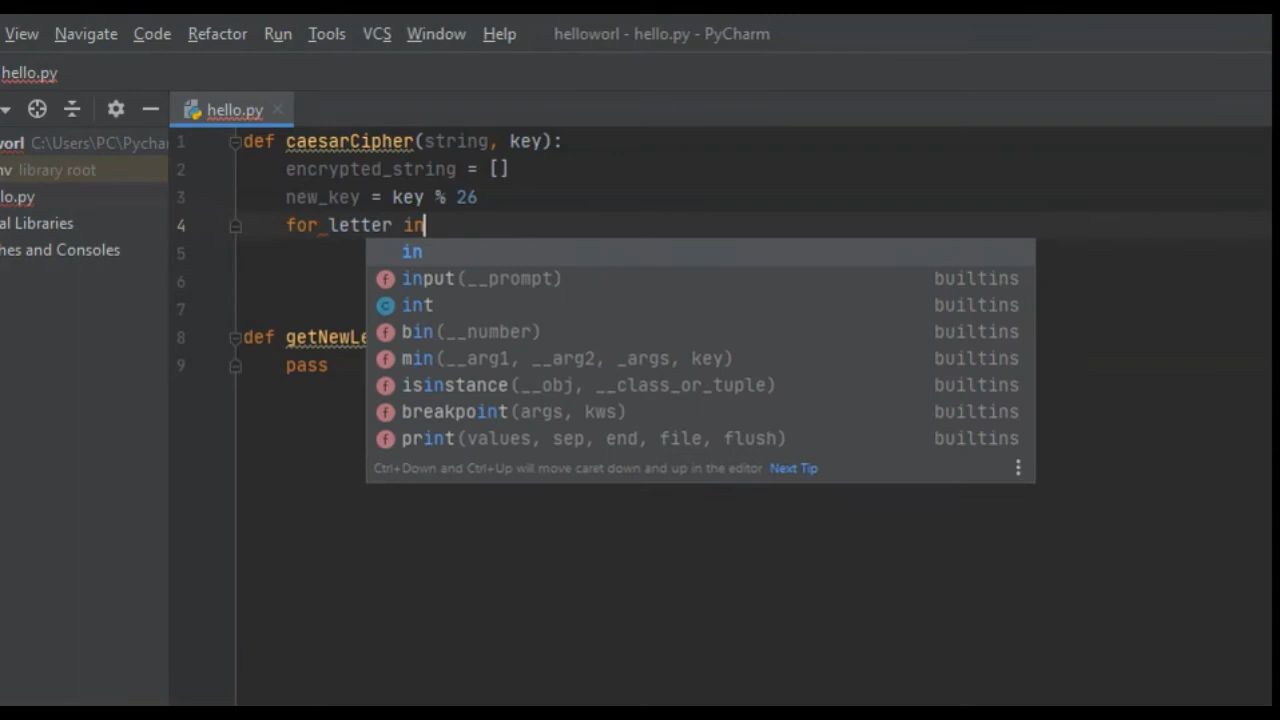 View Navigate Code Refactor Run Tools VCS Window Help helloworl - hello.py - PyCharm
hello.py
hello.py
worl C:\Users\PC\Pychar
nv library root
lo.py
al Libraries
hes and Consoles
1 def caesarCipher(string, key):
2 encrypted_string = []
3 new_key = key % 26
4 for letter in
5
6
7
8 def getNewLe
9 pass
in
input(__prompt) builtins
int builtins
bin(__number) builtins
min(__arg1, __arg2, _args, key) builtins
isinstance(__obj, __class_or_tuple) builtins
breakpoint(args, kws) builtins
print(values, sep, end, file, flush) builtins
Ctrl+Down and Ctrl+Up will move caret down and up in the editor Next Tip